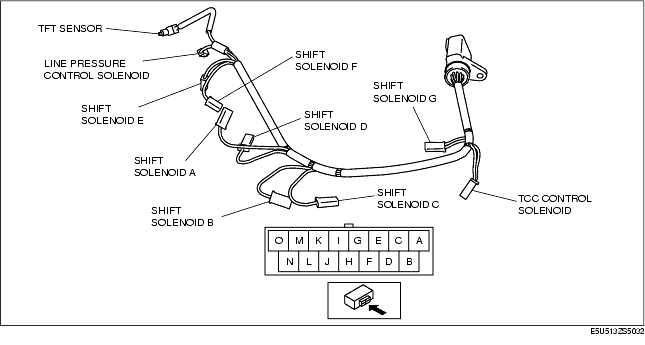 TFT SENSOR
LINE PRESSURE
CONTROL SOLENOID
SHIFT
SOLENOID F
SHIFT
SOLENOID E
SHIFT
SOLENOID G
SHIFT
SOLENOID D
SHIFT
SOLENOID A
SHIFT
SOLENOID B
SHIFT
SOLENOID C
TCC CONTROL
SOLENOID
O M K I G E C A
N L J H F D B
E5U513ZS5032